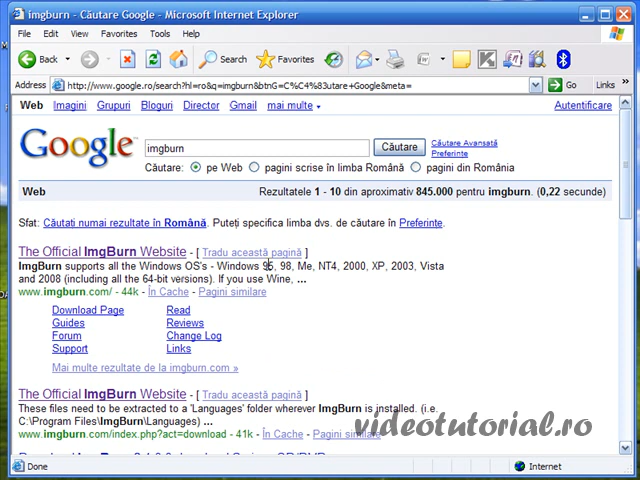 imgburn - Căutare Google - Microsoft Internet Explorer
File Edit View Favorites Tools Help
Back Search Favorites
Address http://www.google.ro/search?hl=ro&q=imgburn&btnG=C%C4%83utare+Google&meta= Go Links »
Web Imagini Grupuri Bloguri Director Gmail mai multe Autentificare
Google imgburn Căutare Căutare Avansată
Preferinte
Căutare: pe Web pagini scrise în limba Română pagini din România
Web Rezultatele 1 - 10 din aproximativ 845.000 pentru imgburn. (0,22 secunde)
Sfat: Căutati numai rezultate în Română. Puteți specifica limba dvs. de căutare în Preferinte.
The Official ImgBurn Website - [ Tradu această pagină ]
ImgBurn supports all the Windows OS's - Windows 95, 98, Me, NT4, 2000, XP, 2003, Vista
and 2008 (including all the 64-bit versions). If you use Wine, ...
www.imgburn.com/ - 44k - În Cache - Pagini similare
Download Page Read
Guides Reviews
Forum Change Log
Support Links
Mai multe rezultate de la imgburn.com »
The Official ImgBurn Website - [ Tradu această pagină ]
These files need to be extracted to a 'Languages' folder wherever ImgBurn is installed. (i.e.
C:\Program Files\ImgBurn\Languages) ...
www.imgburn.com/index.php?act=download - 41k - În Cache - Pagini similare
videotutorial.ro
Done Internet